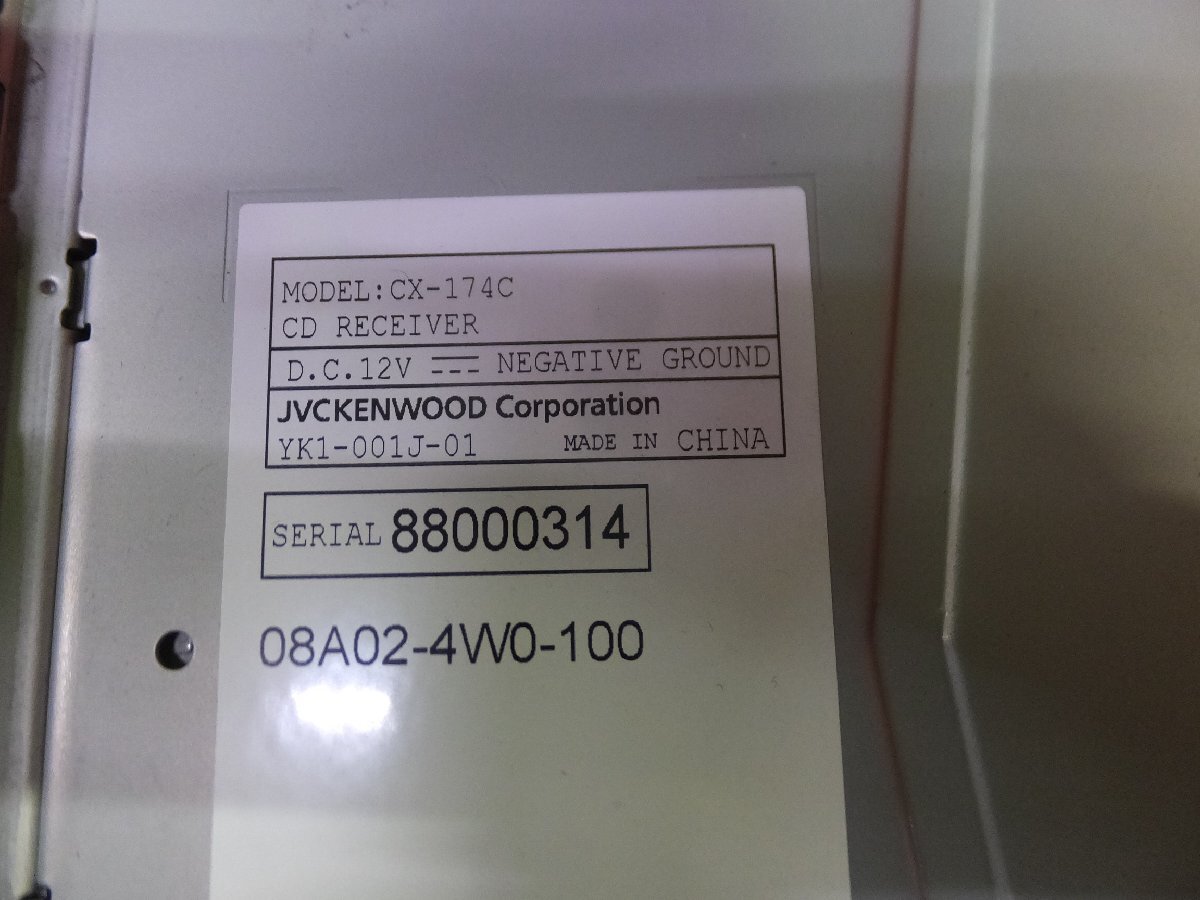 MODEL:CX-174C
CD RECEIVER
D.C.12V ⎓ NEGATIVE GROUND
JVCKENWOOD Corporation
YK1-001J-01 MADE IN CHINA
SERIAL 88000314
08A02-4W0-100